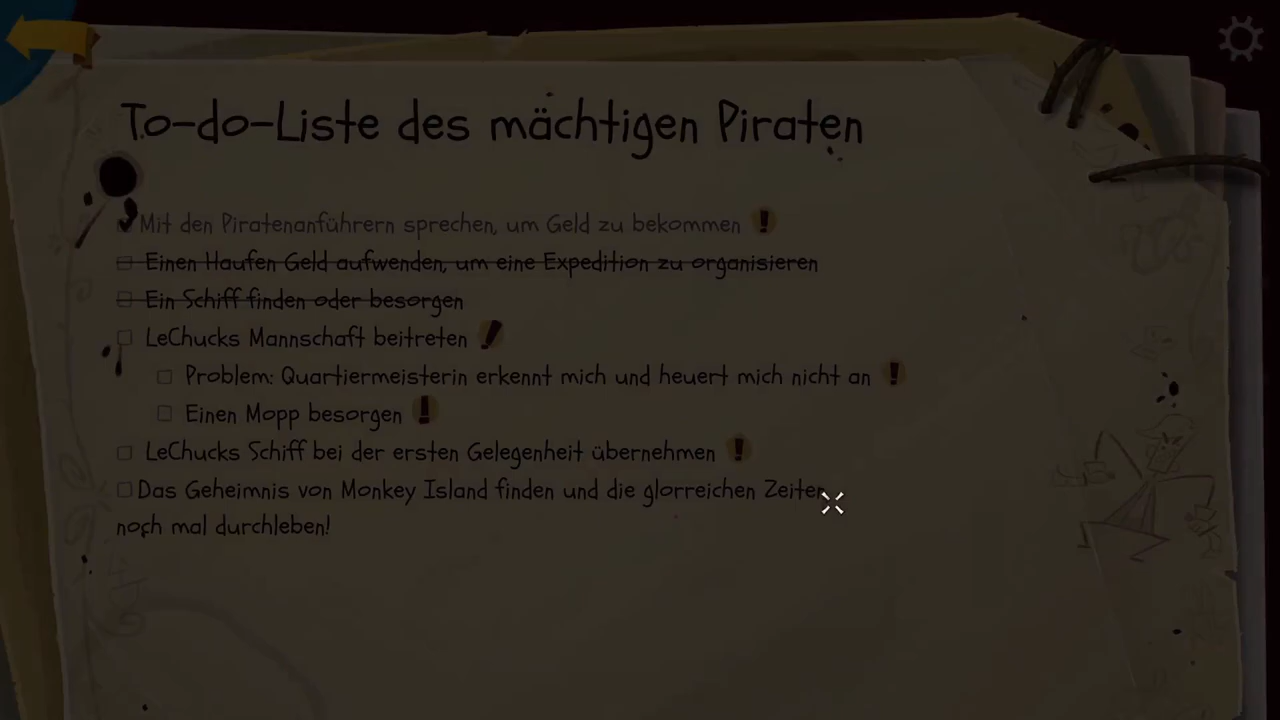 To-do-Liste des mächtigen Piraten
Mit den Piratenanführern sprechen, um Geld zu bekommen !
Einen Haufen Geld aufwenden, um eine Expedition zu organisieren
Ein Schiff finden oder besorgen
LeChucks Mannschaft beitreten !
Problem: Quartiermeisterin erkennt mich und heuert mich nicht an !
Einen Mopp besorgen !
LeChucks Schiff bei der ersten Gelegenheit übernehmen !
Das Geheimnis von Monkey Island finden und die glorreichen Zeiten
noch mal durchleben!